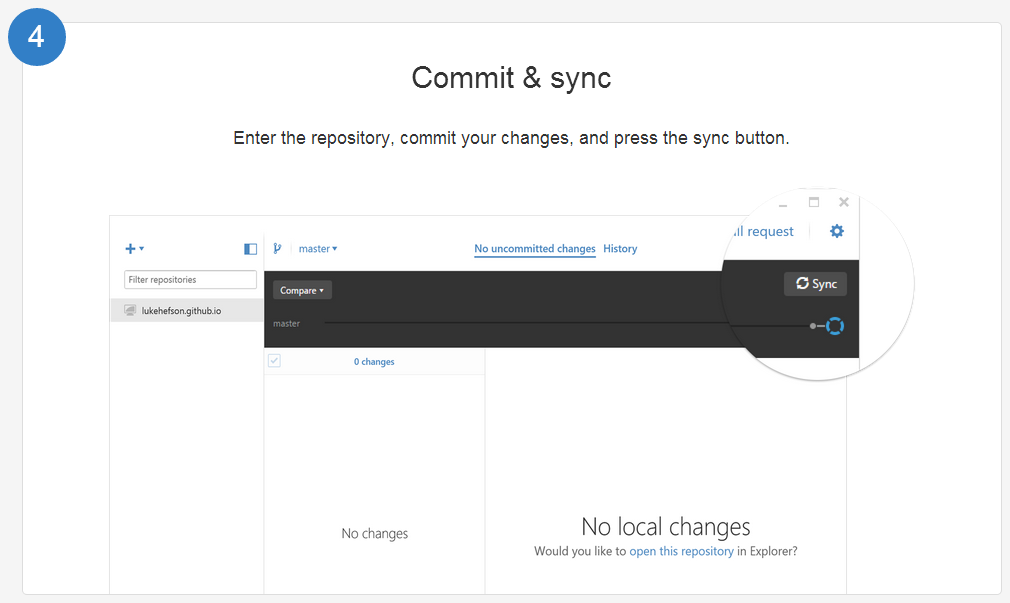 4
Commit & sync
Enter the repository, commit your changes, and press the sync button.
request
master
No uncommitted changes
History
Filter repositories
Compare
Sync
lukehefson.github.io
master
0 changes
No changes
No local changes
Would you like to open this repository in Explorer?